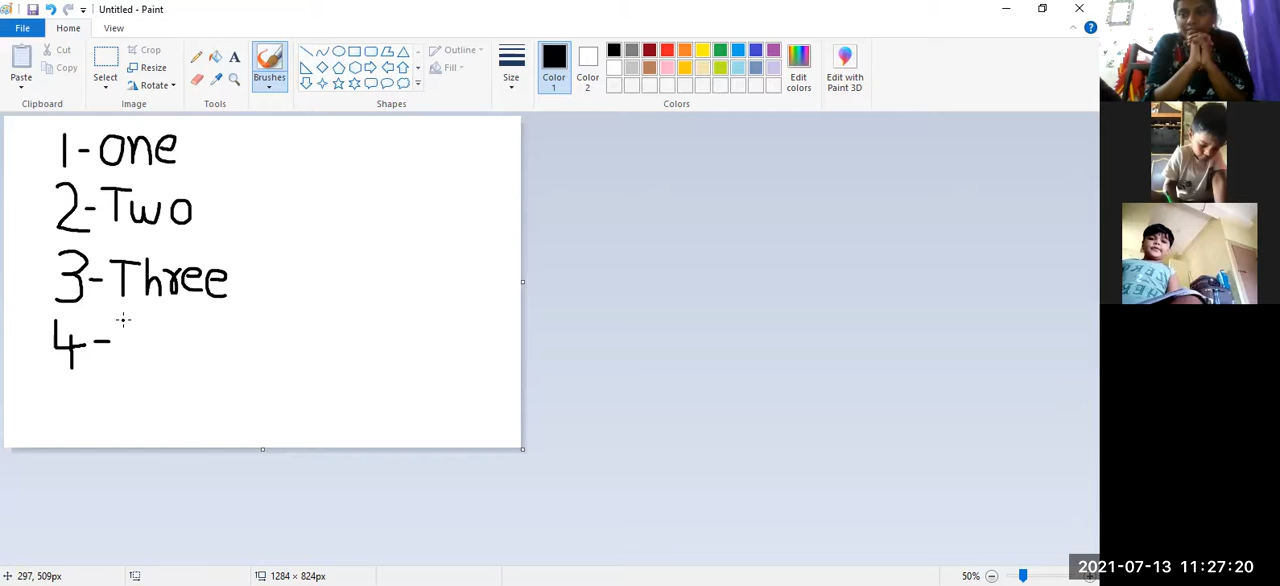 Untitled - Paint
File Home View
Paste
Cut
Copy
Clipboard
Select
Crop
Resize
Rotate
Image
A
Tools
Brushes
Outline
Fill
Shapes
Size
Color 1
Color 2
Edit colors
Colors
Edit with Paint 3D
1-one
2-Two
3-Three
4-
297, 509px
1284 × 824px
50%
2021-07-13 11:27:20